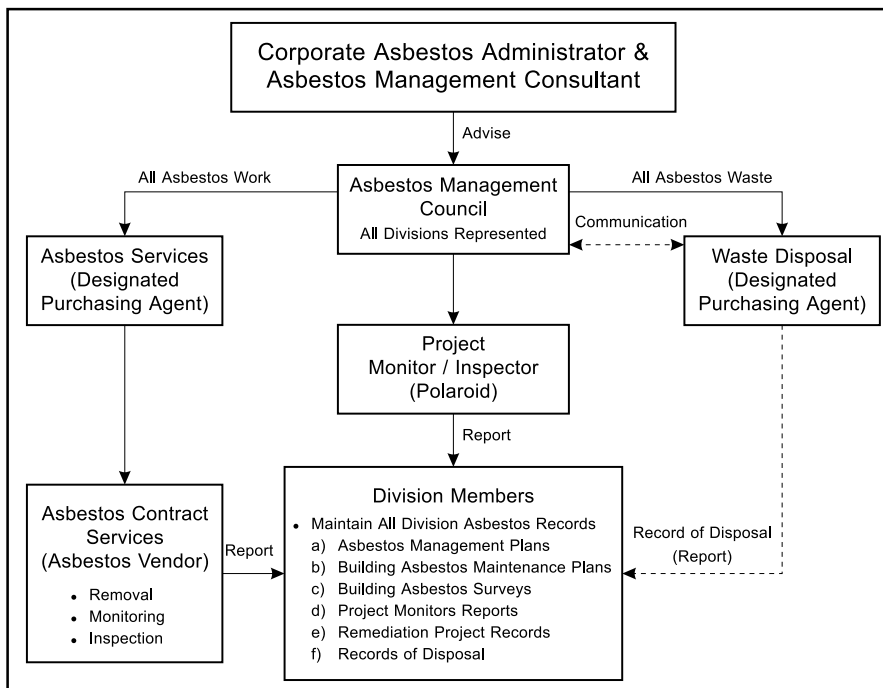 Corporate Asbestos Administrator &
Asbestos Management Consultant
Advise
All Asbestos Work
Asbestos Management
Council
All Divisions Represented
All Asbestos Waste
Communication
Asbestos Services
(Designated
Purchasing Agent)
Waste Disposal
(Designated
Purchasing Agent)
Project
Monitor / Inspector
(Polaroid)
Report
Asbestos Contract
Services
(Asbestos Vendor)
• Removal
• Monitoring
• Inspection
Report
Division Members
• Maintain All Division Asbestos Records
a) Asbestos Management Plans
b) Building Asbestos Maintenance Plans
c) Building Asbestos Surveys
d) Project Monitors Reports
e) Remediation Project Records
f) Records of Disposal
Record of Disposal
(Report)